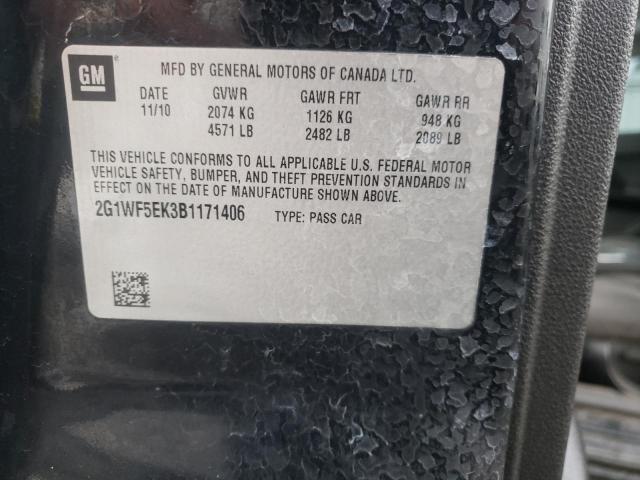 GM
MFD BY GENERAL MOTORS OF CANADA LTD.
DATE GVWR GAWR FRT GAWR RR
11/10 2074 KG 1126 KG 948 KG
4571 LB 2482 LB 2089 LB
THIS VEHICLE CONFORMS TO ALL APPLICABLE U.S. FEDERAL MOTOR
VEHICLE SAFETY, BUMPER, AND THEFT PREVENTION STANDARDS IN
EFFECT ON THE DATE OF MANUFACTURE SHOWN ABOVE.
2G1WF5EK3B1171406 TYPE: PASS CAR